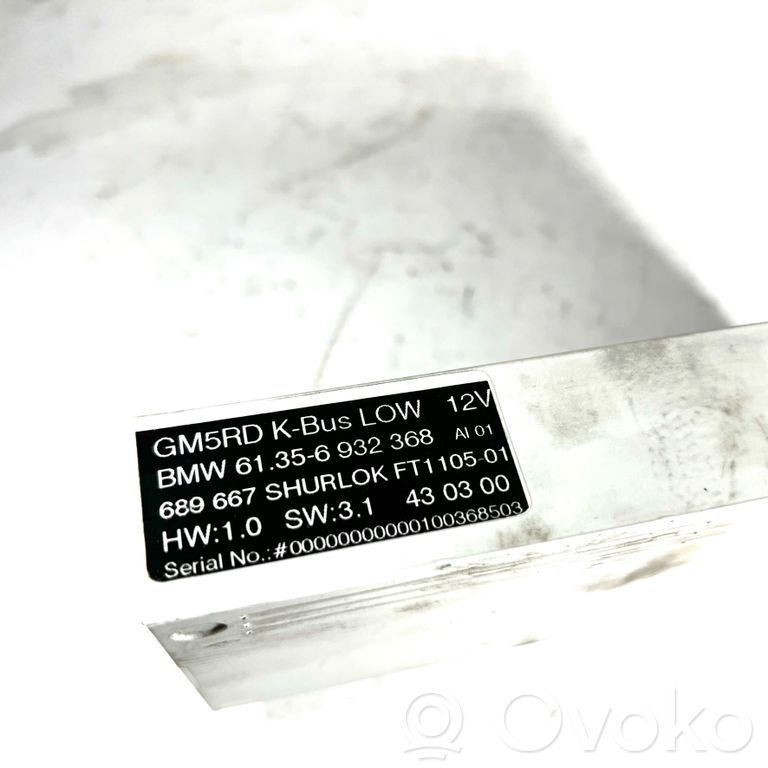 GM5RD K-Bus LOW 12V
BMW 61.35-6 932 368 AI 01
689 667 SHURLOK FT1105-01
HW:1.0 SW:3.1 43 03 00
Serial No.:#00000000000100368503
Ovoko